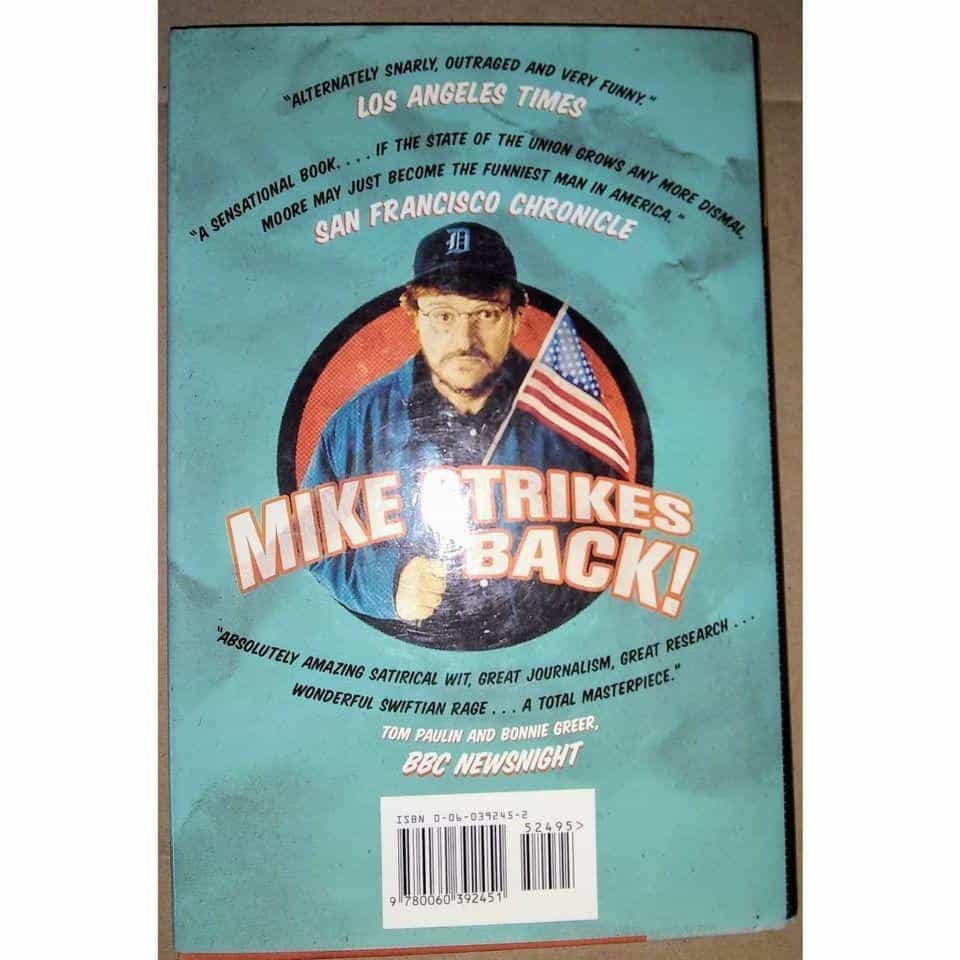 "ALTERNATELY SNARLY, OUTRAGED AND VERY FUNNY."
LOS ANGELES TIMES
"A SENSATIONAL BOOK. . . . IF THE STATE OF THE UNION GROWS ANY MORE DISMAL,
MOORE MAY JUST BECOME THE FUNNIEST MAN IN AMERICA."
SAN FRANCISCO CHRONICLE
D
MIKE STRIKES
BACK!
"ABSOLUTELY AMAZING SATIRICAL WIT, GREAT JOURNALISM, GREAT RESEARCH . . .
WONDERFUL SWIFTIAN RAGE . . . A TOTAL MASTERPIECE."
TOM PAULIN AND BONNIE GREER,
BBC NEWSNIGHT
ISBN 0-06-039245-2
52495>
9 780060 392451